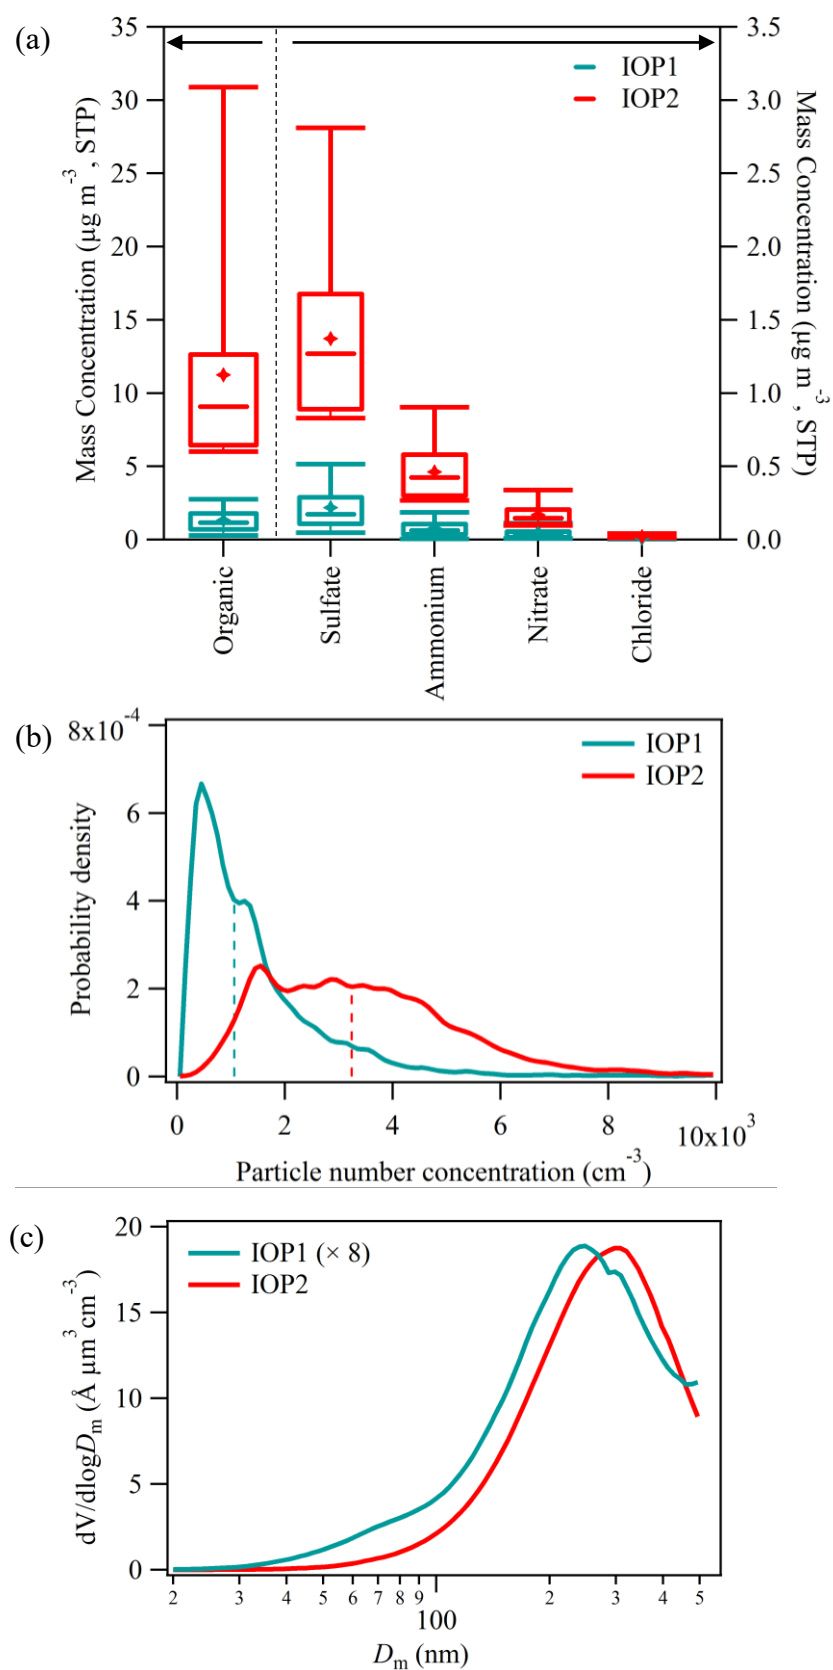 (a)
35
30
25
20
15
10
5
0
Mass Concentration (µg m-3, STP)
IOP1
IOP2
3.5
3.0
2.5
2.0
1.5
1.0
0.5
0.0
Mass Concentration (µg m-3, STP)
Organic
Sulfate
Ammonium
Nitrate
Chloride
(b)
8x10-4
6
4
2
0
Probability density
IOP1
IOP2
0 2 4 6 8 10x103
Particle number concentration (cm-3)
(c)
20
15
10
5
0
dV/dlogDm (Å µm3 cm-3)
IOP1 (× 8)
IOP2
2 3 4 5 6 7 8 9 2 3 4 5
100
Dm (nm)